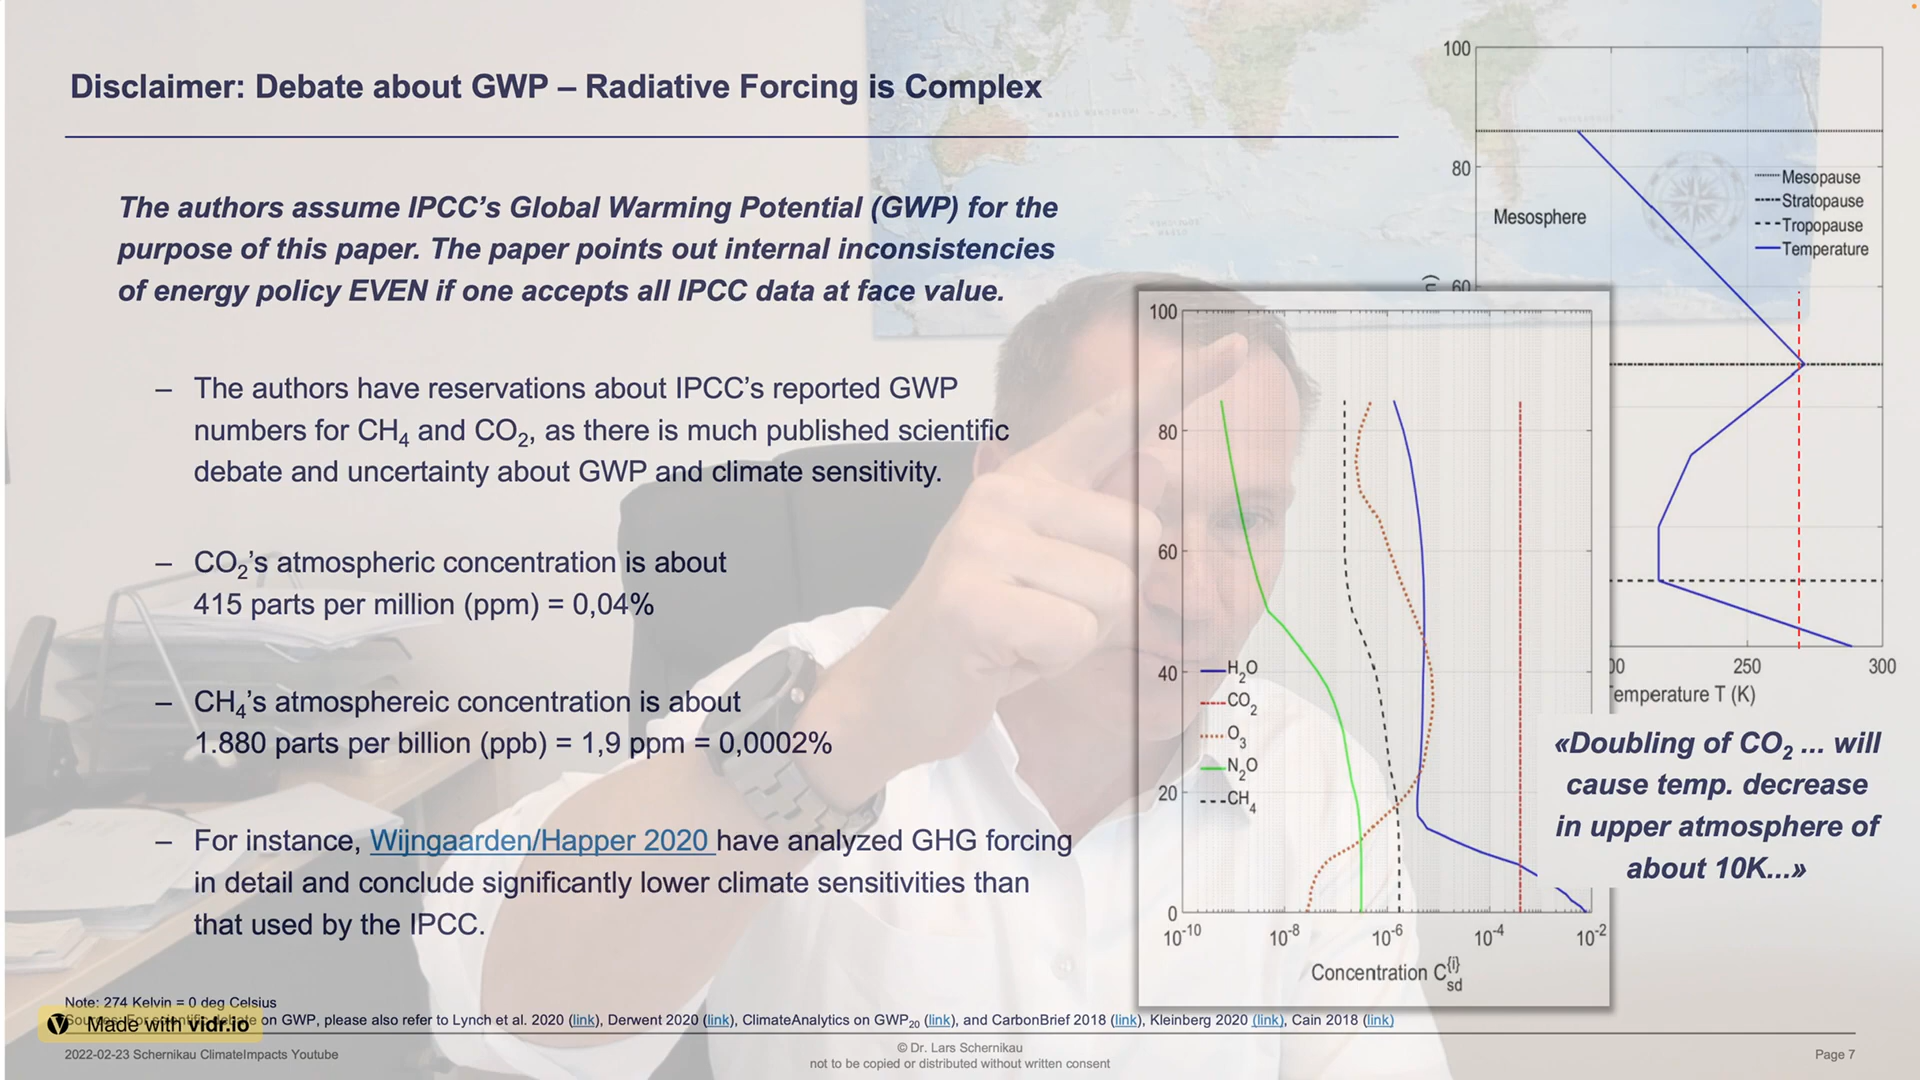 Disclaimer: Debate about GWP – Radiative Forcing is Complex
The authors assume IPCC's Global Warming Potential (GWP) for the
purpose of this paper. The paper points out internal inconsistencies
of energy policy EVEN if one accepts all IPCC data at face value.
– The authors have reservations about IPCC's reported GWP
numbers for CH4 and CO2, as there is much published scientific
debate and uncertainty about GWP and climate sensitivity.
– CO2's atmospheric concentration is about
415 parts per million (ppm) = 0,04%
– CH4's atmosphereic concentration is about
1.880 parts per billion (ppb) = 1,9 ppm = 0,0002%
– For instance, Wijngaarden/Happer 2020 have analyzed GHG forcing
in detail and conclude significantly lower climate sensitivities than
that used by the IPCC.
100
80
60
Mesosphere
Mesopause
Stratopause
Tropopause
Temperature
250
300
Temperature T (K)
100
80
60
40
20
0
H2O
CO2
O3
N2O
CH4
10-10
10-8
10-6
10-4
10-2
Concentration C{i}sd
«Doubling of CO2 ... will
cause temp. decrease
in upper atmosphere of
about 10K...»
Note: 274 Kelvin = 0 deg Celsius
Sources: For scientific debate on GWP, please also refer to Lynch et al. 2020 (link), Derwent 2020 (link), ClimateAnalytics on GWP20 (link), and CarbonBrief 2018 (link), Kleinberg 2020 (link), Cain 2018 (link)
Made with vidr.io
2022-02-23 Schernikau ClimateImpacts Youtube
© Dr. Lars Schernikau
not to be copied or distributed without written consent
Page 7